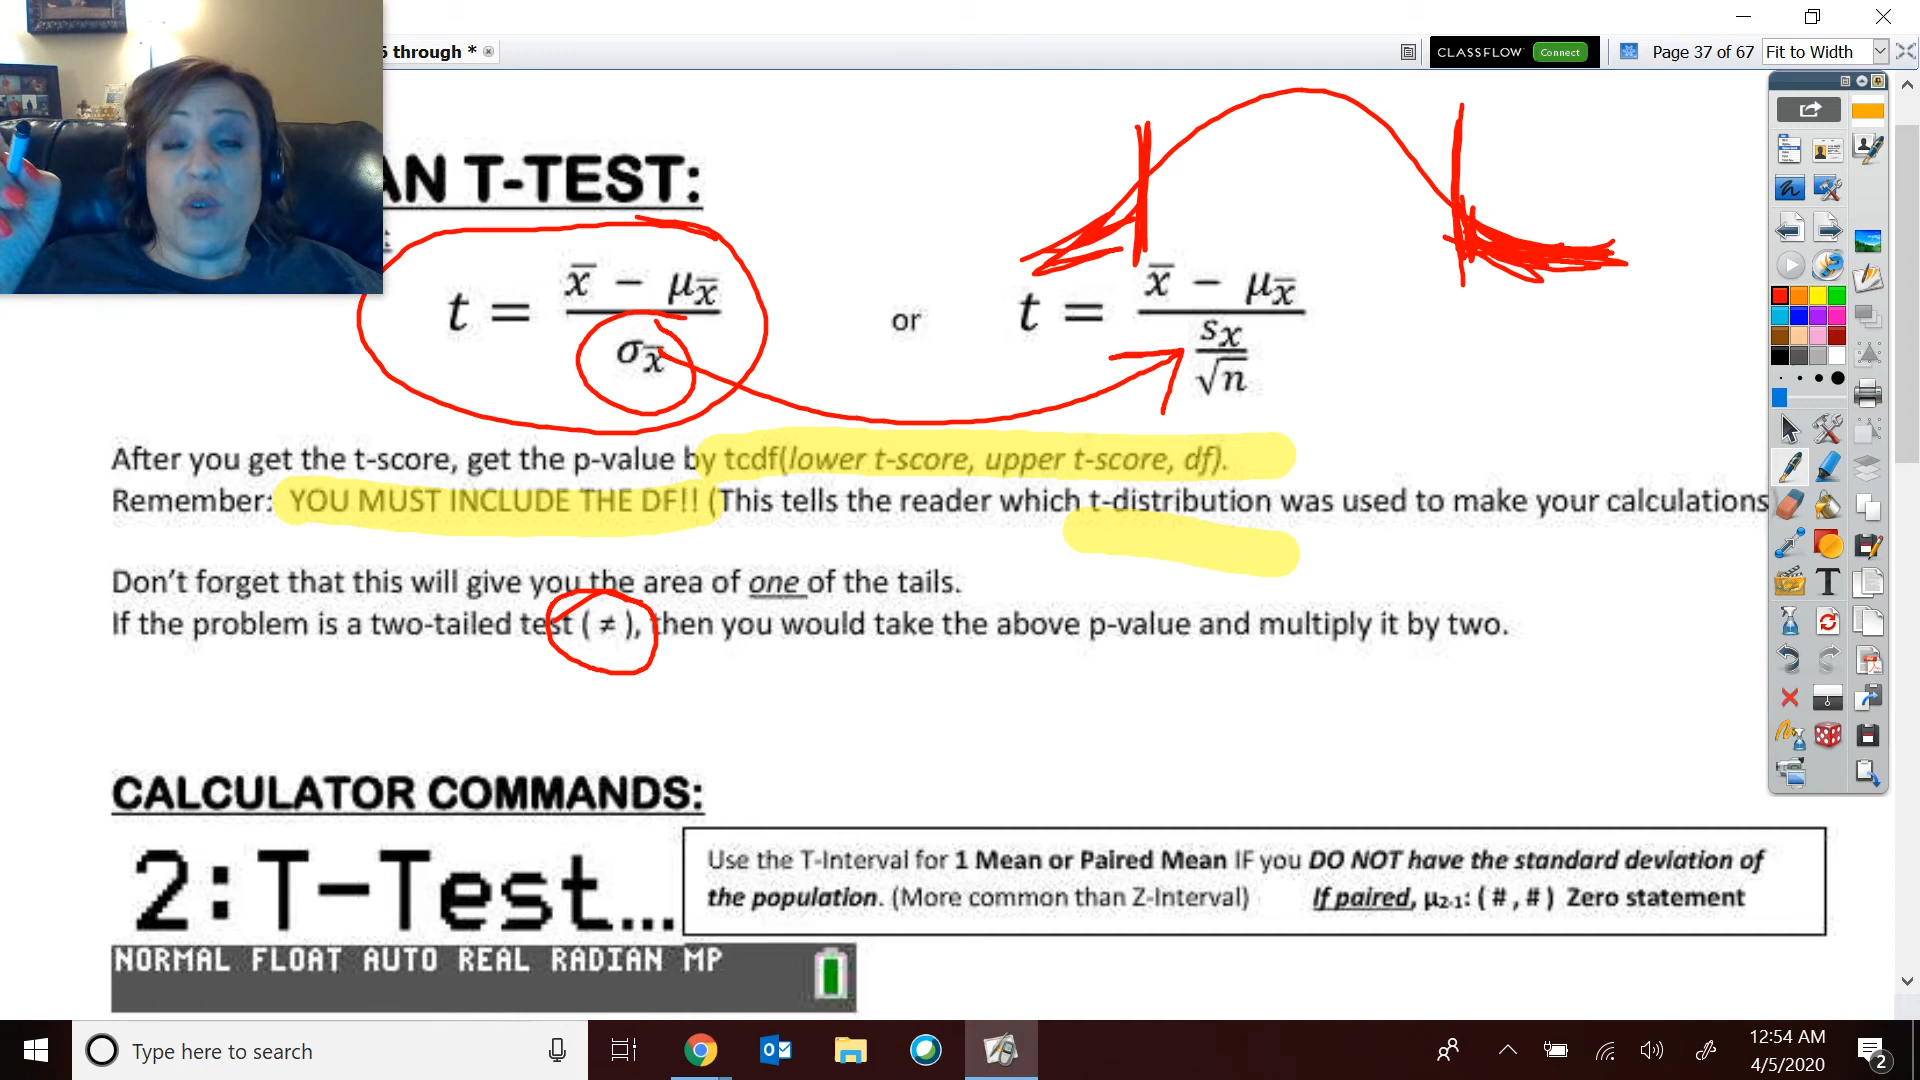 5 through *
CLASSFLOW Connect
Page 37 of 67 Fit to Width
AN T-TEST:
t = x̄ − μx̄ / σx̄ or t = x̄ − μx̄ / sx / √n
After you get the t-score, get the p-value by tcdf(lower t-score, upper t-score, df).
Remember: YOU MUST INCLUDE THE DF!! (This tells the reader which t-distribution was used to make your calculations
Don't forget that this will give you the area of one of the tails.
If the problem is a two-tailed test ( ≠ ), then you would take the above p-value and multiply it by two.
CALCULATOR COMMANDS:
2:T-Test...
Use the T-Interval for 1 Mean or Paired Mean IF you DO NOT have the standard deviation of
the population. (More common than Z-Interval) If paired, μ2-1: ( # , # ) Zero statement
NORMAL FLOAT AUTO REAL RADIAN MP
Type here to search
12:54 AM
4/5/2020
2